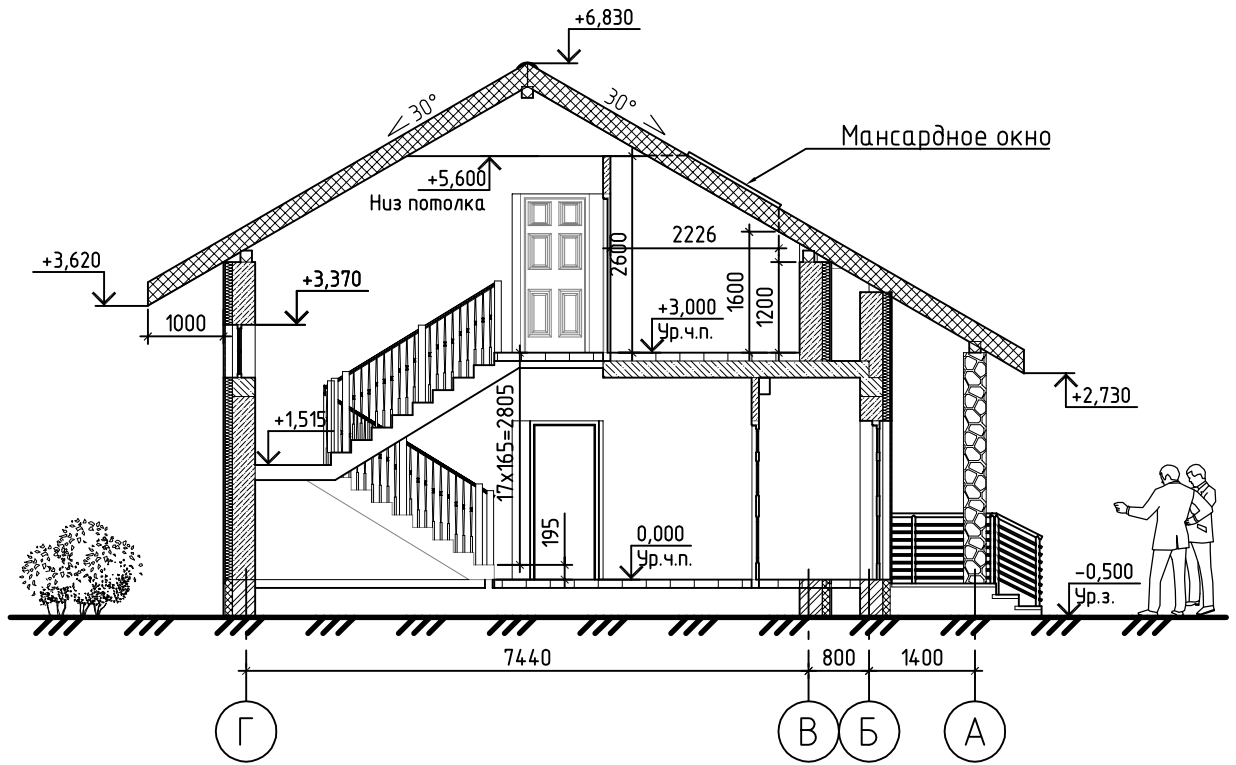 +6,830
30°
30°
Мансардное окно
+5,600
Низ потолка
2226
2600
+3,620
+3,370
1600
1200
+3,000
Ур.ч.п.
1000
+2,730
+1,515
17х165=2805
195
0,000
Ур.ч.п.
-0,500
Ур.з.
7440
800
1400
Г
В
Б
А